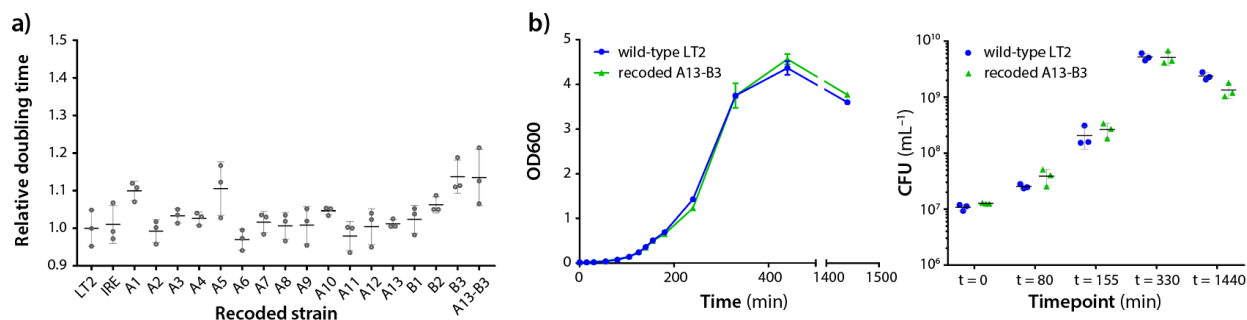 a)
Relative doubling time
1.5
1.4
1.3
1.2
1.1
1.0
0.9
LT2
IRE
A1
A2
A3
A4
A5
A6
A7
A8
A9
A10
A11
A12
A13
B1
B2
B3
A13-B3
Recoded strain
b)
OD600
5
4
3
2
1
0
wild-type LT2
recoded A13-B3
200
400
1400
1500
Time (min)
CFU (mL⁻¹)
10¹⁰
10⁹
10⁸
10⁷
10⁶
wild-type LT2
recoded A13-B3
t = 0
t = 80
t = 155
t = 330
t = 1440
Timepoint (min)